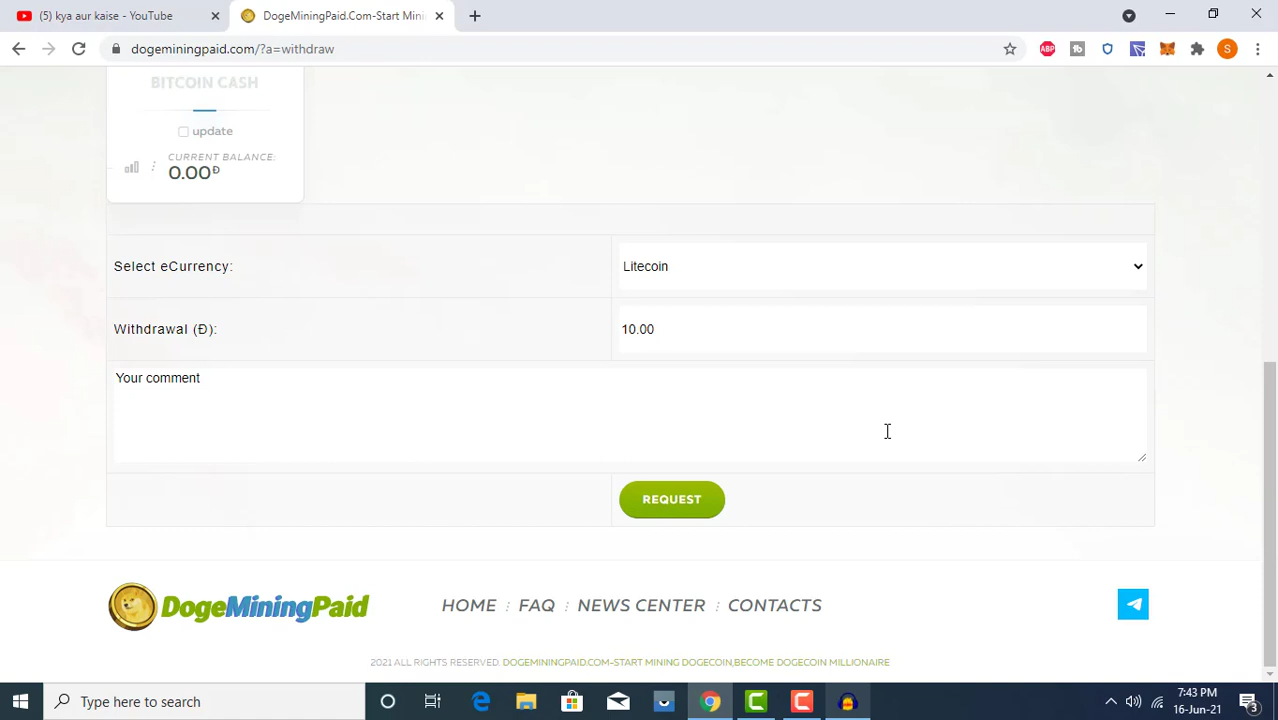 (5) kya aur kaise - YouTube
DogeMiningPaid.Com-Start Mini
dogeminingpaid.com/?a=withdraw
ABP
S
BITCOIN CASH
update
CURRENT BALANCE:
0.00Đ
Select eCurrency:
Litecoin
Withdrawal (Đ):
10.00
Your comment
REQUEST
DogeMiningPaid
HOME
FAQ
NEWS CENTER
CONTACTS
2021 ALL RIGHTS RESERVED. DOGEMININGPAID.COM-START MINING DOGECOIN,BECOME DOGECOIN MILLIONAIRE
Type here to search
7:43 PM
16-Jun-21
3